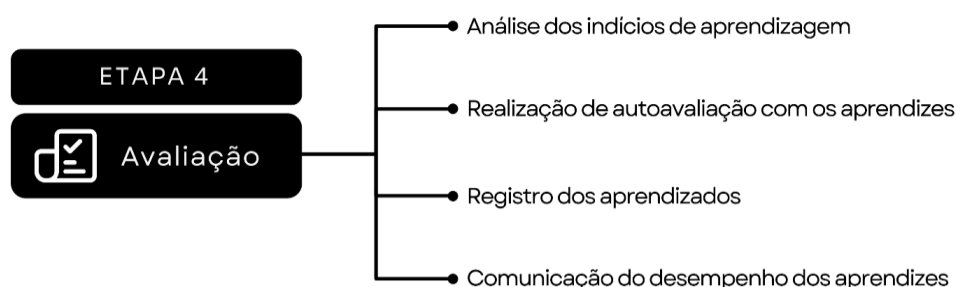 ETAPA 4
Avaliação
Análise dos indícios de aprendizagem
Realização de autoavaliação com os aprendizes
Registro dos aprendizados
Comunicação do desempenho dos aprendizes